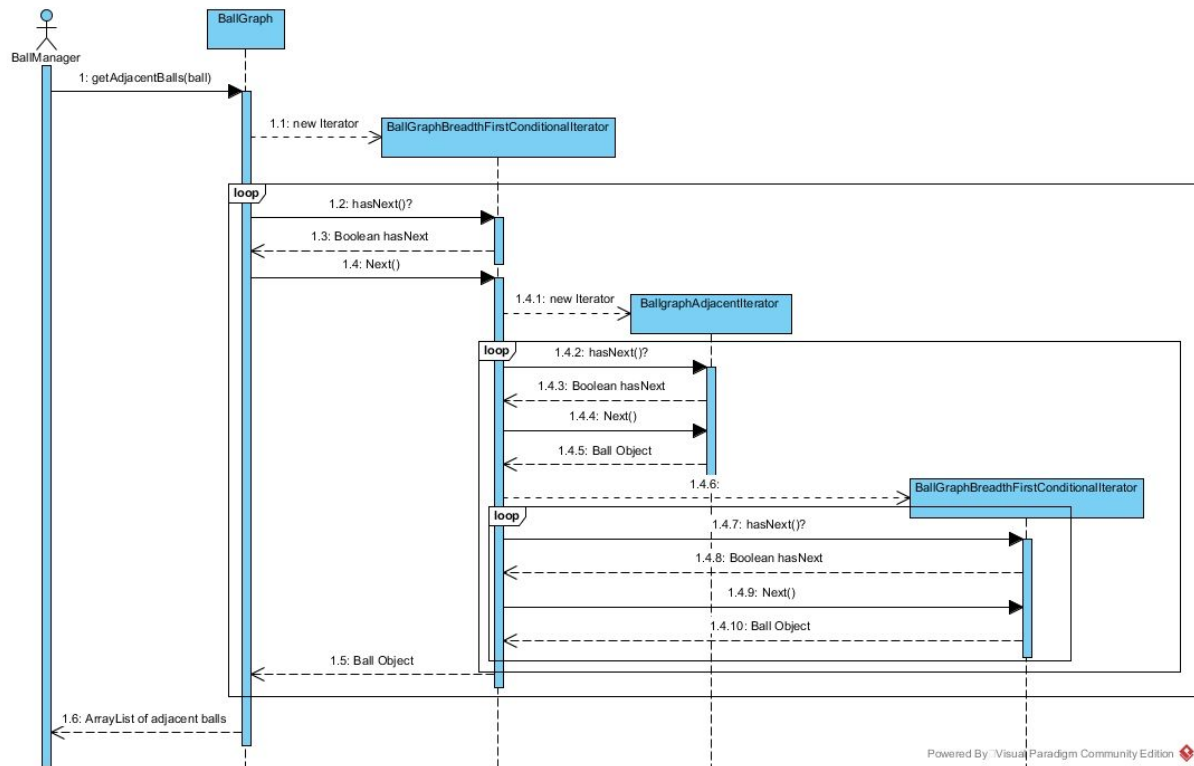 BallGraph
BallManager
1: getAdjacentBalls(ball)
1.1: new Iterator
BallGraphBreadthFirstConditionalIterator
loop
1.2: hasNext()?
1.3: Boolean hasNext
1.4: Next()
1.4.1: new Iterator
BallgraphAdjacentIterator
loop
1.4.2: hasNext()?
1.4.3: Boolean hasNext
1.4.4: Next()
1.4.5: Ball Object
1.4.6:
BallGraphBreadthFirstConditionalIterator
loop
1.4.7: hasNext()?
1.4.8: Boolean hasNext
1.4.9: Next()
1.4.10: Ball Object
1.5: Ball Object
1.6: ArrayList of adjacent balls
Powered By Visual Paradigm Community Edition